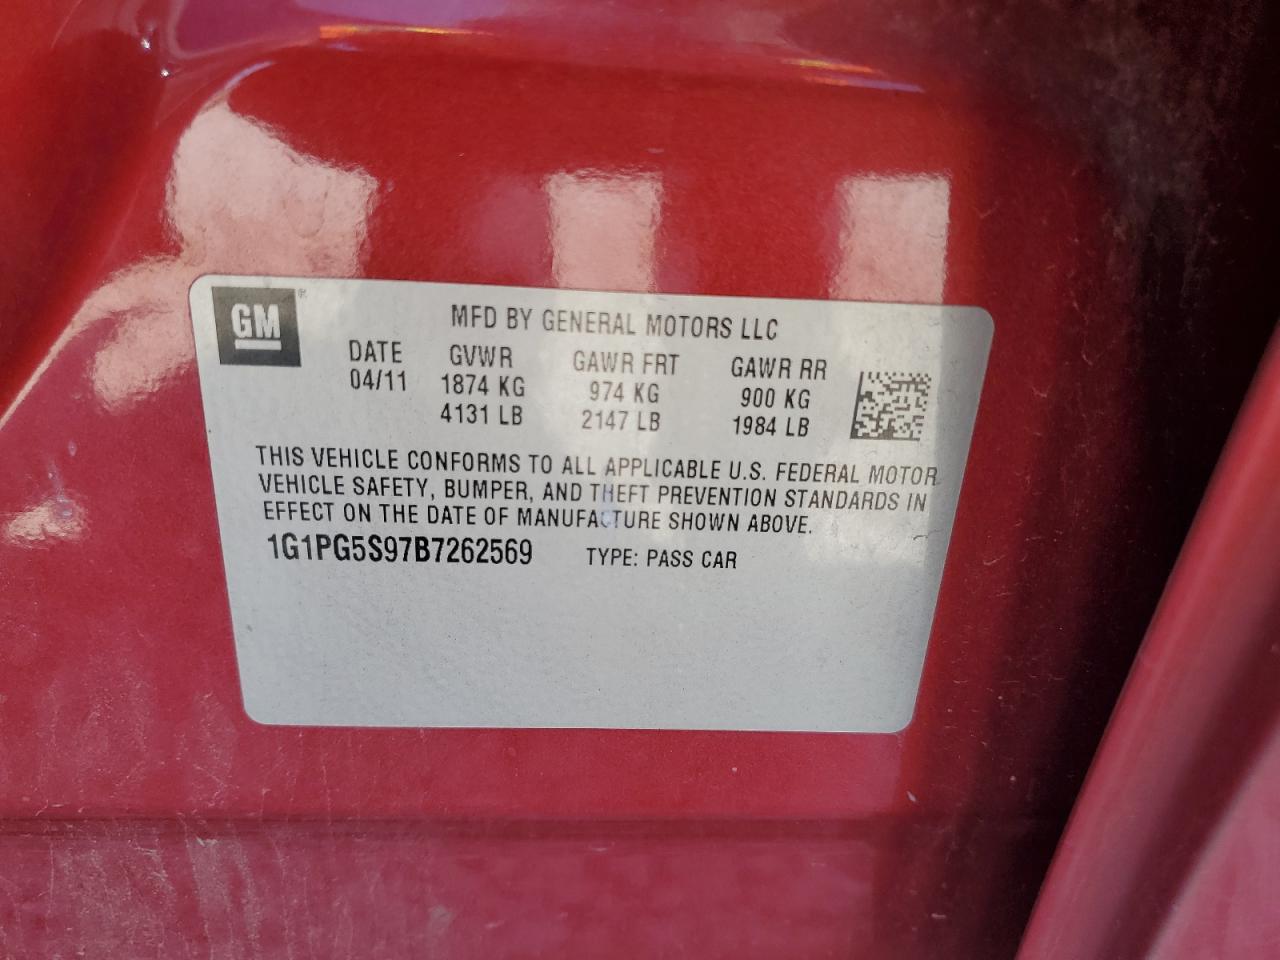 GM®
MFD BY GENERAL MOTORS LLC
DATE GVWR GAWR FRT GAWR RR
04/11 1874 KG 974 KG 900 KG
4131 LB 2147 LB 1984 LB
THIS VEHICLE CONFORMS TO ALL APPLICABLE U.S. FEDERAL MOTOR
VEHICLE SAFETY, BUMPER, AND THEFT PREVENTION STANDARDS IN
EFFECT ON THE DATE OF MANUFACTURE SHOWN ABOVE.
1G1PG5S97B7262569 TYPE: PASS CAR